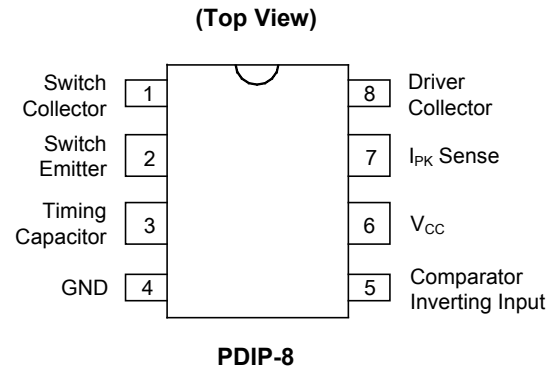 (Top View)
Switch
Collector
1
8
Driver
Collector
Switch
Emitter
2
7
IPK Sense
Timing
Capacitor
3
6
VCC
GND
4
5
Comparator
Inverting Input
PDIP-8